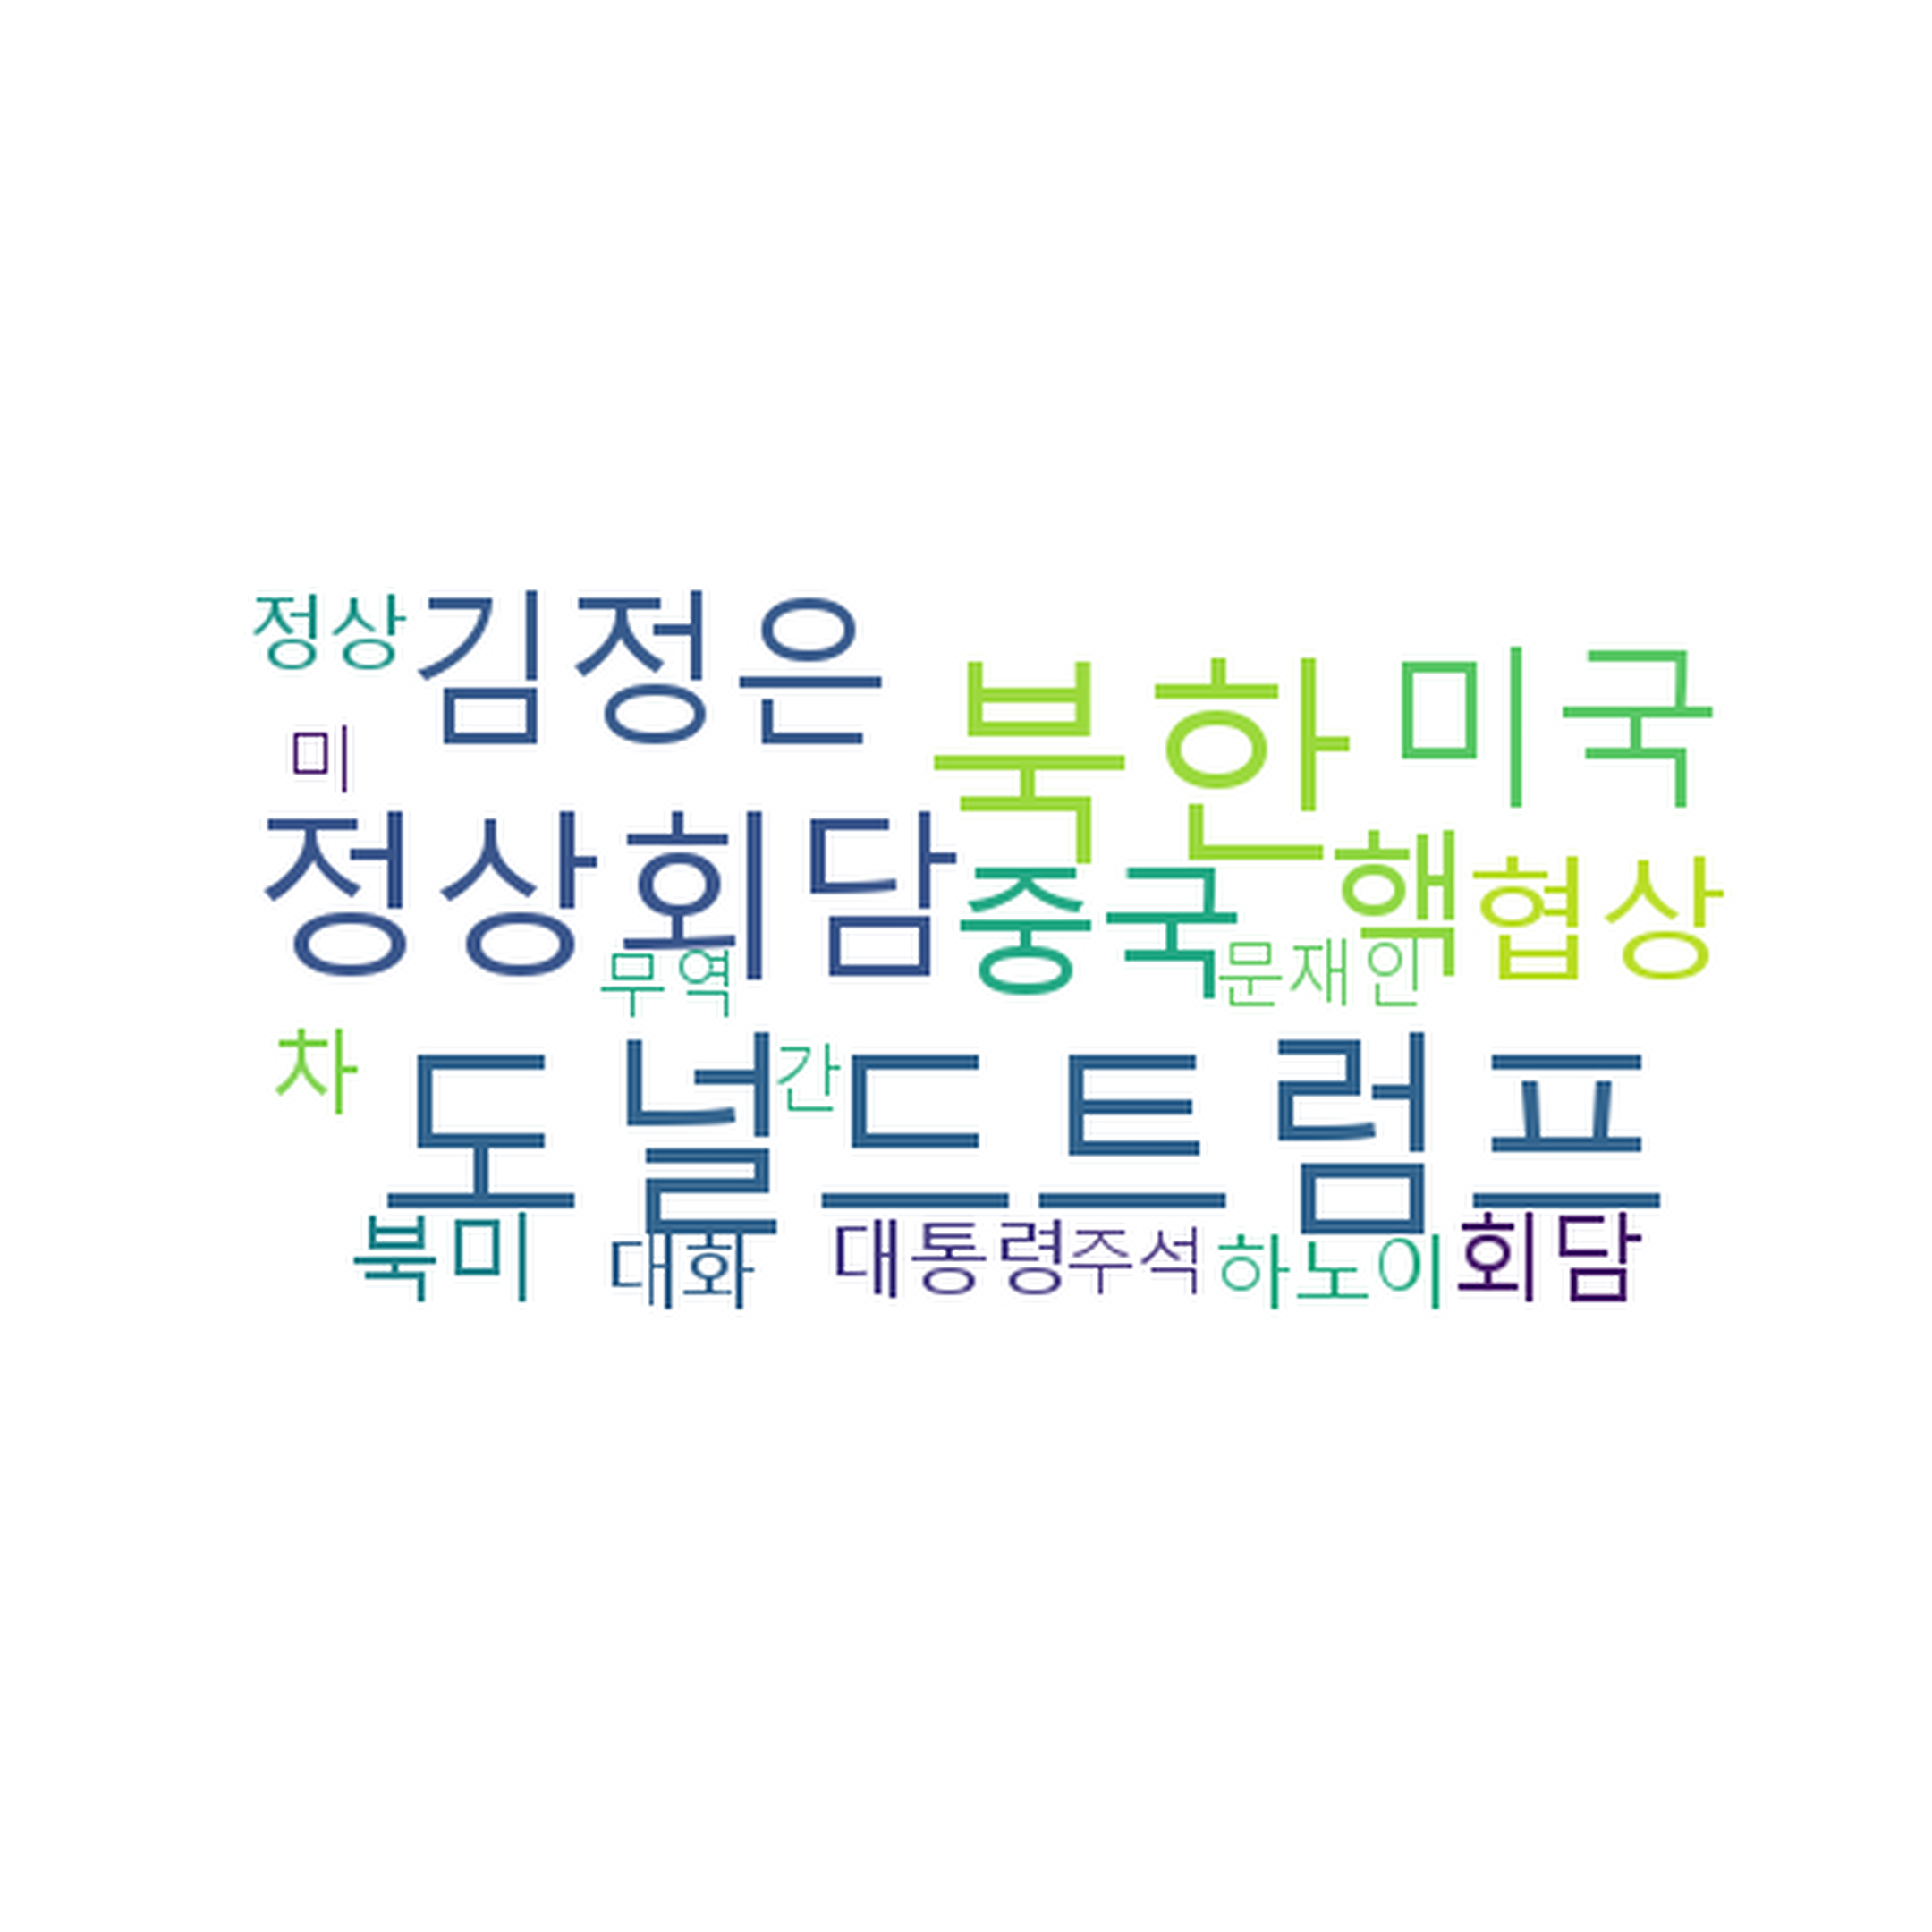 정상 김정은
북한 미국
미
정상회담
중국 핵 협상
무역 문재인
차 도널드트럼프
간
북미 대화 대통령 주석 하노이 회담